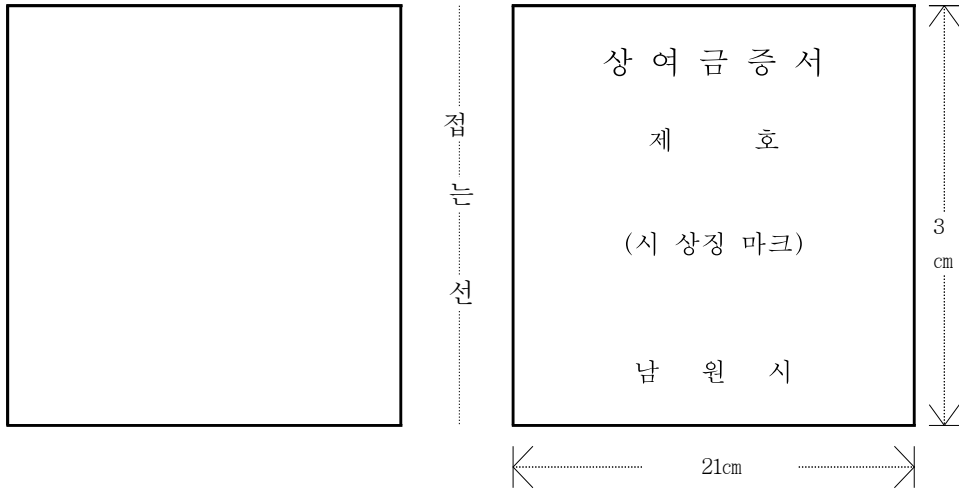 상 여 금 증 서
제 호
(시 상징 마크)
남 원 시
접
는
선
3
㎝
21㎝